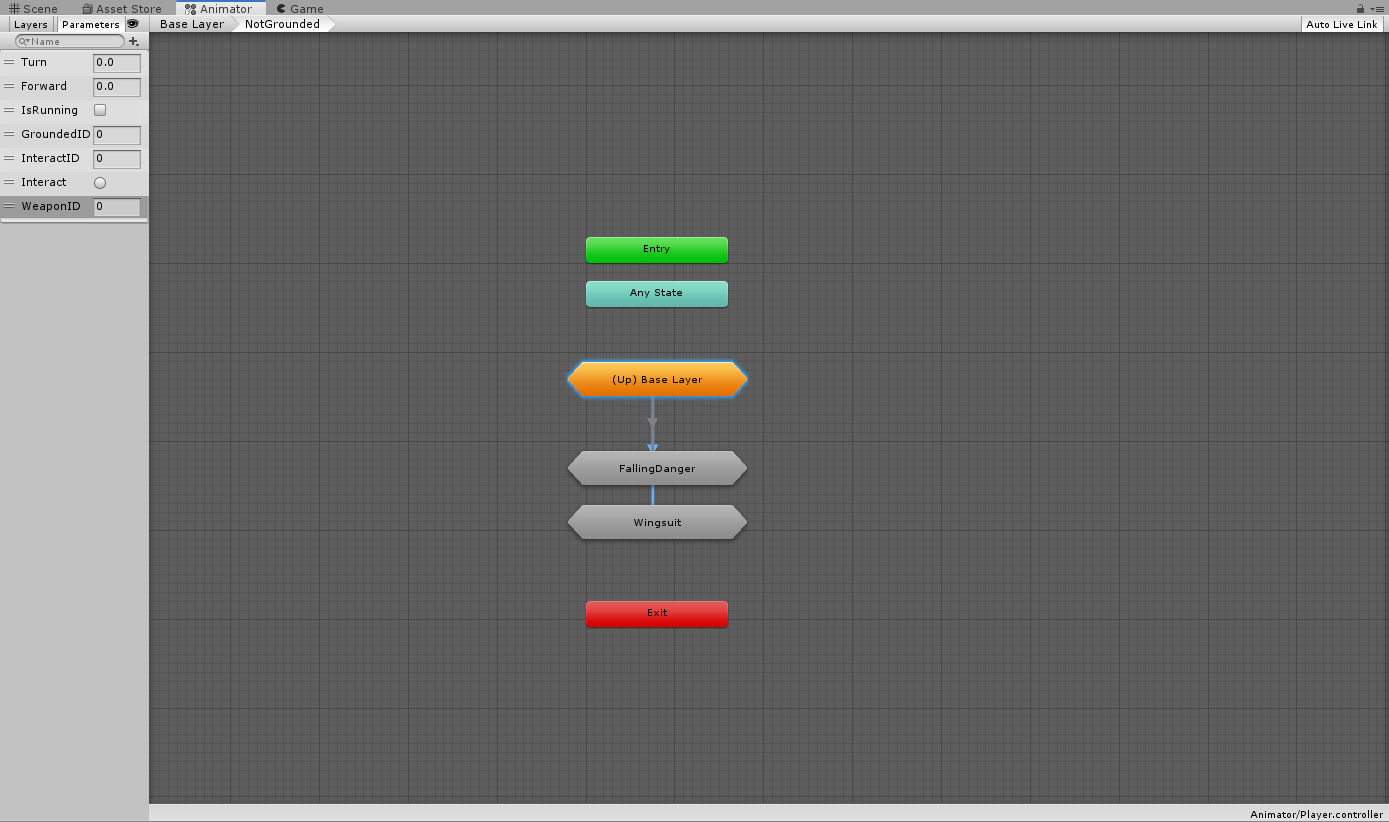 Scene Asset Store Animator Game
Layers Parameters Base Layer NotGrounded Auto Live Link
Name
Turn 0.0
Forward 0.0
IsRunning
GroundedID 0
InteractID 0
Interact
WeaponID 0
Entry
Any State
(Up) Base Layer
FallingDanger
Wingsuit
Exit
Animator/Player.controller